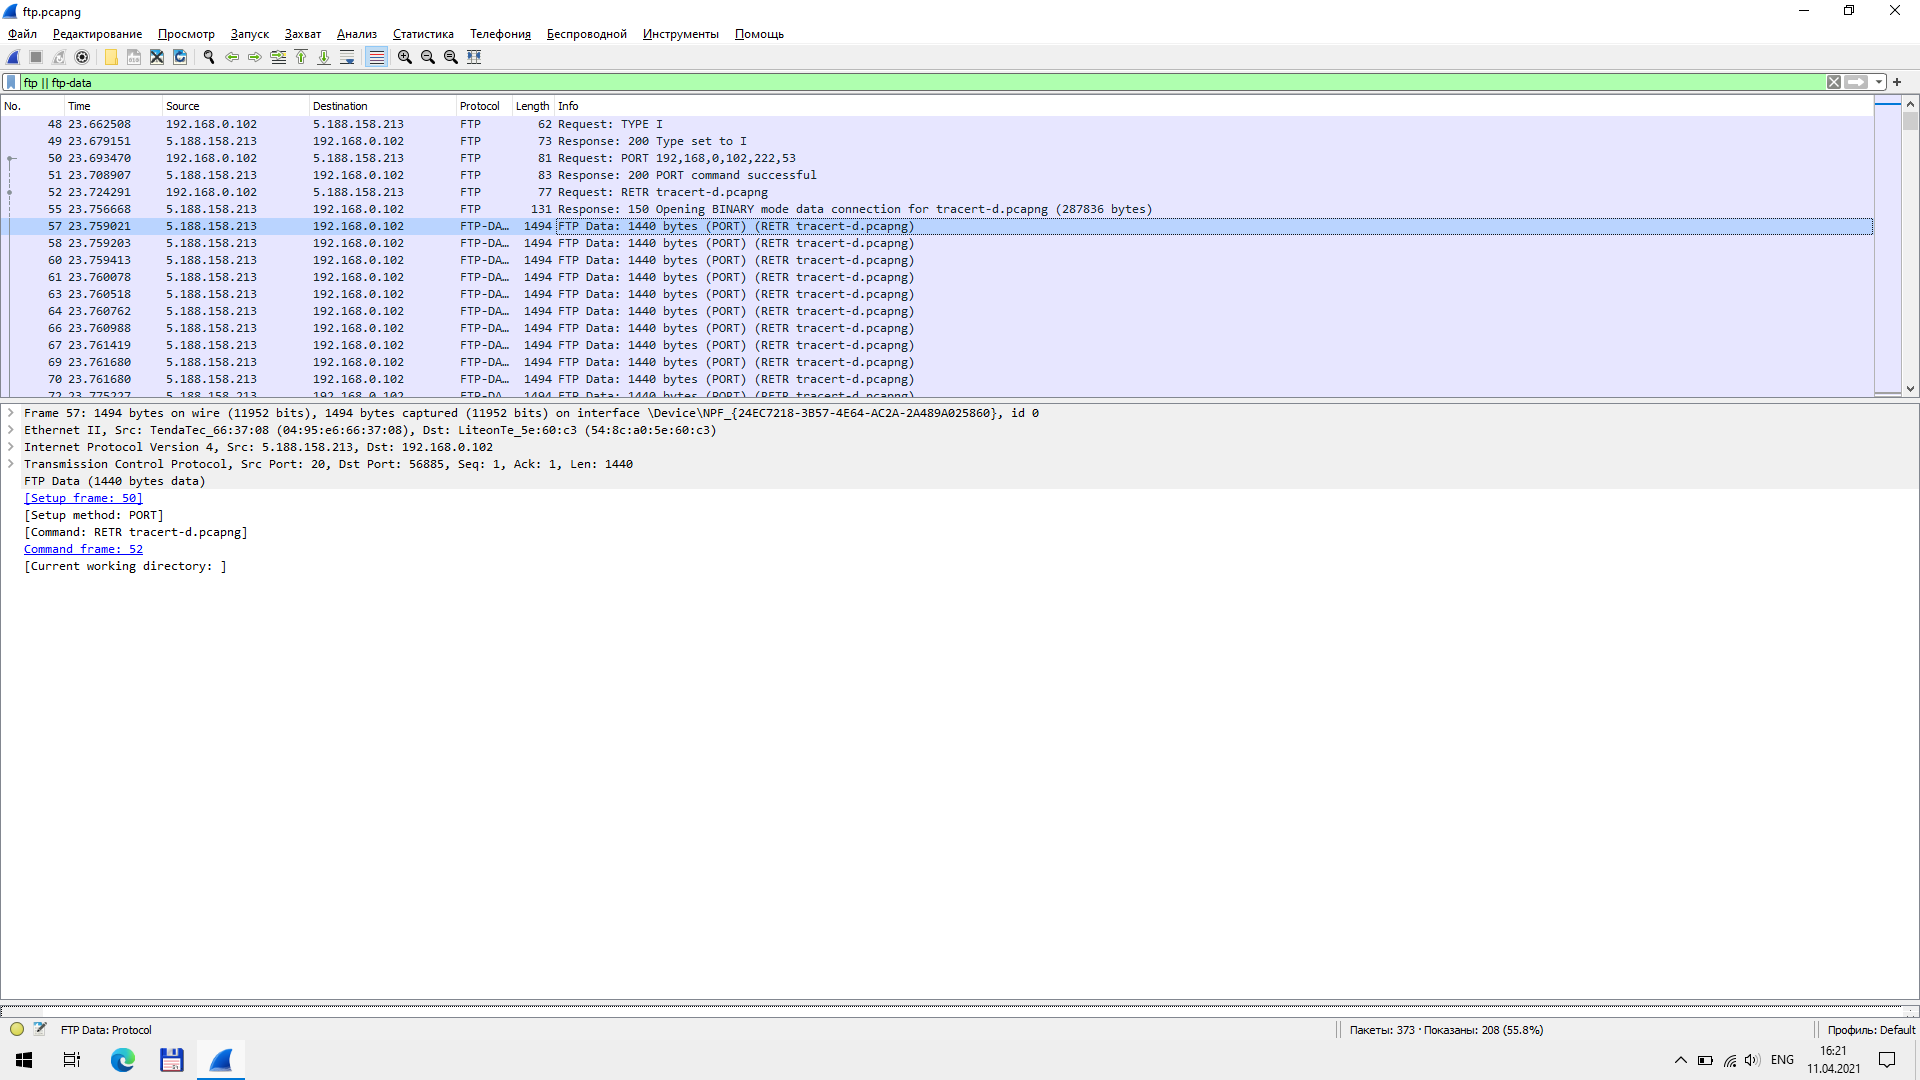 ftp.pcapng
Файл Редактирование Просмотр Запуск Захват Анализ Статистика Телефония Беспроводной Инструменты Помощь
ftp || ftp-data
No. Time Source Destination Protocol Length Info
48 23.662508 192.168.0.102 5.188.158.213 FTP 62 Request: TYPE I
49 23.679151 5.188.158.213 192.168.0.102 FTP 73 Response: 200 Type set to I
50 23.693470 192.168.0.102 5.188.158.213 FTP 81 Request: PORT 192,168,0,102,222,53
51 23.708907 5.188.158.213 192.168.0.102 FTP 83 Response: 200 PORT command successful
52 23.724291 192.168.0.102 5.188.158.213 FTP 77 Request: RETR tracert-d.pcapng
55 23.756668 5.188.158.213 192.168.0.102 FTP 131 Response: 150 Opening BINARY mode data connection for tracert-d.pcapng (287836 bytes)
57 23.759021 5.188.158.213 192.168.0.102 FTP-DA… 1494 FTP Data: 1440 bytes (PORT) (RETR tracert-d.pcapng)
58 23.759203 5.188.158.213 192.168.0.102 FTP-DA… 1494 FTP Data: 1440 bytes (PORT) (RETR tracert-d.pcapng)
60 23.759413 5.188.158.213 192.168.0.102 FTP-DA… 1494 FTP Data: 1440 bytes (PORT) (RETR tracert-d.pcapng)
61 23.760078 5.188.158.213 192.168.0.102 FTP-DA… 1494 FTP Data: 1440 bytes (PORT) (RETR tracert-d.pcapng)
63 23.760518 5.188.158.213 192.168.0.102 FTP-DA… 1494 FTP Data: 1440 bytes (PORT) (RETR tracert-d.pcapng)
64 23.760762 5.188.158.213 192.168.0.102 FTP-DA… 1494 FTP Data: 1440 bytes (PORT) (RETR tracert-d.pcapng)
66 23.760988 5.188.158.213 192.168.0.102 FTP-DA… 1494 FTP Data: 1440 bytes (PORT) (RETR tracert-d.pcapng)
67 23.761419 5.188.158.213 192.168.0.102 FTP-DA… 1494 FTP Data: 1440 bytes (PORT) (RETR tracert-d.pcapng)
69 23.761680 5.188.158.213 192.168.0.102 FTP-DA… 1494 FTP Data: 1440 bytes (PORT) (RETR tracert-d.pcapng)
70 23.761680 5.188.158.213 192.168.0.102 FTP-DA… 1494 FTP Data: 1440 bytes (PORT) (RETR tracert-d.pcapng)
72 23.775227 5.188.158.213 192.168.0.102 FTP-DA… 1494 FTP Data: 1440 bytes (PORT) (RETR tracert-d.pcapng)
Frame 57: 1494 bytes on wire (11952 bits), 1494 bytes captured (11952 bits) on interface \Device\NPF_{24EC7218-3B57-4E64-AC2A-2A489A025860}, id 0
Ethernet II, Src: TendaTec_66:37:08 (04:95:e6:66:37:08), Dst: LiteonTe_5e:60:c3 (54:8c:a0:5e:60:c3)
Internet Protocol Version 4, Src: 5.188.158.213, Dst: 192.168.0.102
Transmission Control Protocol, Src Port: 20, Dst Port: 56885, Seq: 1, Ack: 1, Len: 1440
FTP Data (1440 bytes data)
[Setup frame: 50]
[Setup method: PORT]
[Command: RETR tracert-d.pcapng]
Command frame: 52
[Current working directory: ]
FTP Data: Protocol
Пакеты: 373 · Показаны: 208 (55.8%)
Профиль: Default
ENG
16:21
11.04.2021